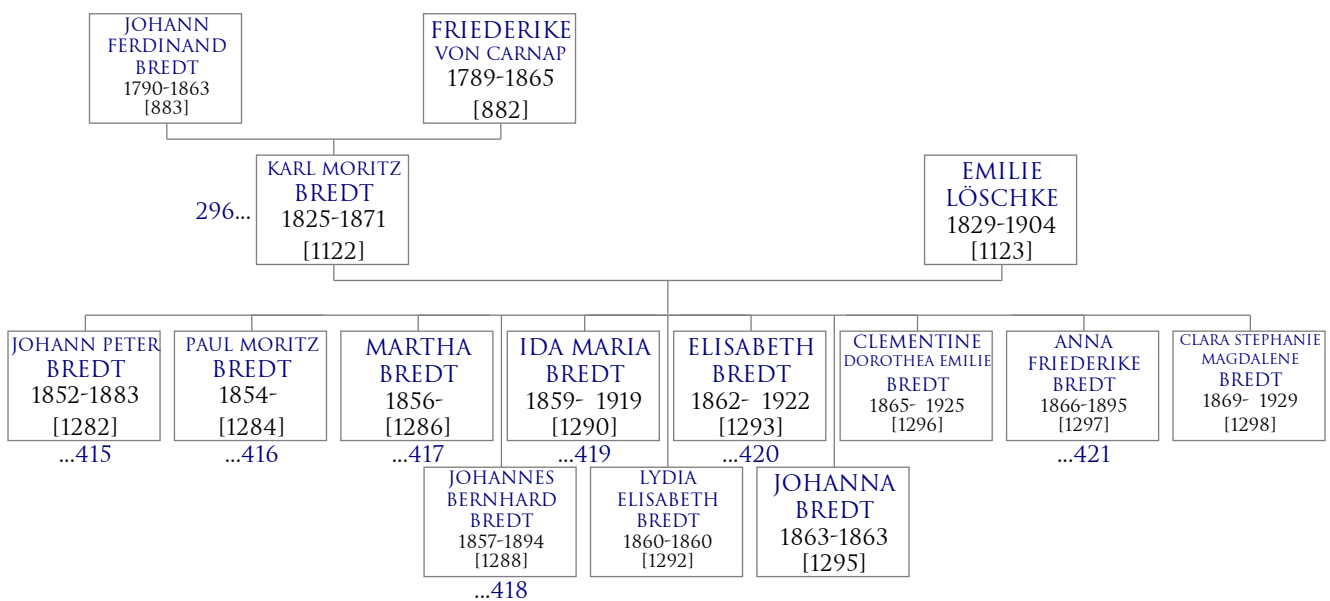 JOHANN
FERDINAND
BREDT
1790-1863
[883]
FRIEDERIKE
VON CARNAP
1789-1865
[882]
296...
KARL MORITZ
BREDT
1825-1871
[1122]
EMILIE
LÖSCHKE
1829-1904
[1123]
JOHANN PETER
BREDT
1852-1883
[1282]
...415
PAUL MORITZ
BREDT
1854-
[1284]
...416
MARTHA
BREDT
1856-
[1286]
...417
IDA MARIA
BREDT
1859- 1919
[1290]
...419
ELISABETH
BREDT
1862- 1922
[1293]
...420
CLEMENTINE
DOROTHEA EMILIE
BREDT
1865- 1925
[1296]
ANNA
FRIEDERIKE
BREDT
1866-1895
[1297]
...421
CLARA STEPHANIE
MAGDALENE
BREDT
1869- 1929
[1298]
JOHANNES
BERNHARD
BREDT
1857-1894
[1288]
...418
LYDIA
ELISABETH
BREDT
1860-1860
[1292]
JOHANNA
BREDT
1863-1863
[1295]